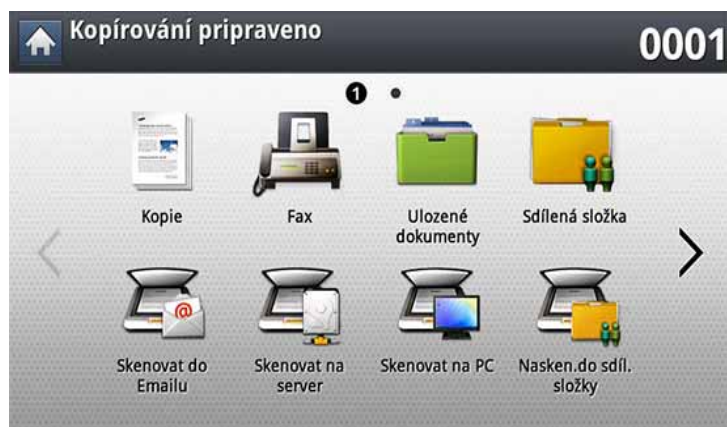 Kopírování pripraveno
0001
1
Kopie
Fax
Ulozené
dokumenty
Sdílená složka
@
Skenovat do
Emailu
Skenovat na
server
Skenovat na PC
Nasken.do sdíl.
složky